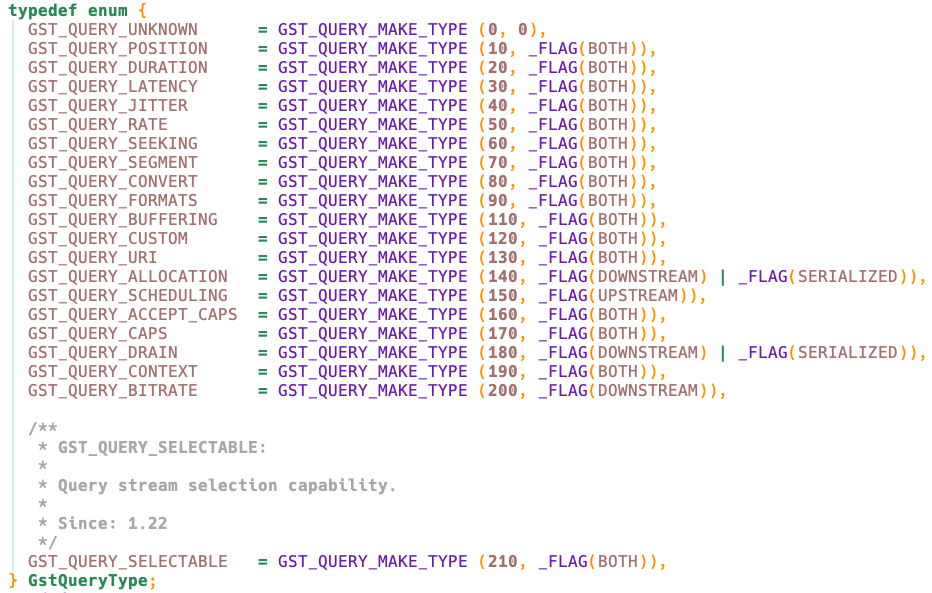 typedef enum {
  GST_QUERY_UNKNOWN      = GST_QUERY_MAKE_TYPE (0, 0),
  GST_QUERY_POSITION     = GST_QUERY_MAKE_TYPE (10, _FLAG(BOTH)),
  GST_QUERY_DURATION     = GST_QUERY_MAKE_TYPE (20, _FLAG(BOTH)),
  GST_QUERY_LATENCY      = GST_QUERY_MAKE_TYPE (30, _FLAG(BOTH)),
  GST_QUERY_JITTER       = GST_QUERY_MAKE_TYPE (40, _FLAG(BOTH)),
  GST_QUERY_RATE         = GST_QUERY_MAKE_TYPE (50, _FLAG(BOTH)),
  GST_QUERY_SEEKING      = GST_QUERY_MAKE_TYPE (60, _FLAG(BOTH)),
  GST_QUERY_SEGMENT      = GST_QUERY_MAKE_TYPE (70, _FLAG(BOTH)),
  GST_QUERY_CONVERT      = GST_QUERY_MAKE_TYPE (80, _FLAG(BOTH)),
  GST_QUERY_FORMATS      = GST_QUERY_MAKE_TYPE (90, _FLAG(BOTH)),
  GST_QUERY_BUFFERING    = GST_QUERY_MAKE_TYPE (110, _FLAG(BOTH)),
  GST_QUERY_CUSTOM       = GST_QUERY_MAKE_TYPE (120, _FLAG(BOTH)),
  GST_QUERY_URI          = GST_QUERY_MAKE_TYPE (130, _FLAG(BOTH)),
  GST_QUERY_ALLOCATION   = GST_QUERY_MAKE_TYPE (140, _FLAG(DOWNSTREAM) | _FLAG(SERIALIZED)),
  GST_QUERY_SCHEDULING   = GST_QUERY_MAKE_TYPE (150, _FLAG(UPSTREAM)),
  GST_QUERY_ACCEPT_CAPS  = GST_QUERY_MAKE_TYPE (160, _FLAG(BOTH)),
  GST_QUERY_CAPS         = GST_QUERY_MAKE_TYPE (170, _FLAG(BOTH)),
  GST_QUERY_DRAIN        = GST_QUERY_MAKE_TYPE (180, _FLAG(DOWNSTREAM) | _FLAG(SERIALIZED)),
  GST_QUERY_CONTEXT      = GST_QUERY_MAKE_TYPE (190, _FLAG(BOTH)),
  GST_QUERY_BITRATE      = GST_QUERY_MAKE_TYPE (200, _FLAG(DOWNSTREAM)),

  /**
   * GST_QUERY_SELECTABLE:
   *
   * Query stream selection capability.
   *
   * Since: 1.22
   */
  GST_QUERY_SELECTABLE   = GST_QUERY_MAKE_TYPE (210, _FLAG(BOTH)),
} GstQueryType;